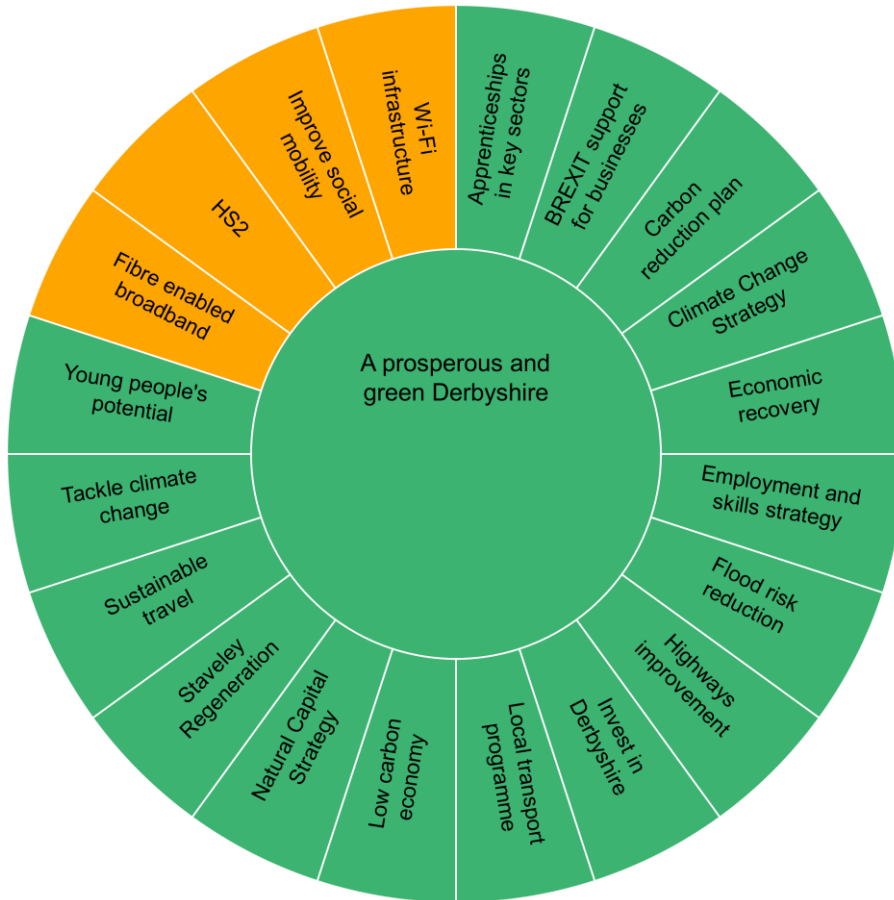 A prosperous and
green Derbyshire
Apprenticeships
in key sectors
BREXIT support
for businesses
Carbon
reduction plan
Climate Change
Strategy
Economic
recovery
Employment and
skills strategy
Flood risk
reduction
Highways
improvement
Invest in
Derbyshire
Local transport
programme
Low carbon
economy
Natural Capital
Strategy
Staveley
Regeneration
Sustainable
travel
Tackle climate
change
Young people's
potential
Fibre enabled
broadband
HS2
Improve social
mobility
Wi-Fi
infrastructure